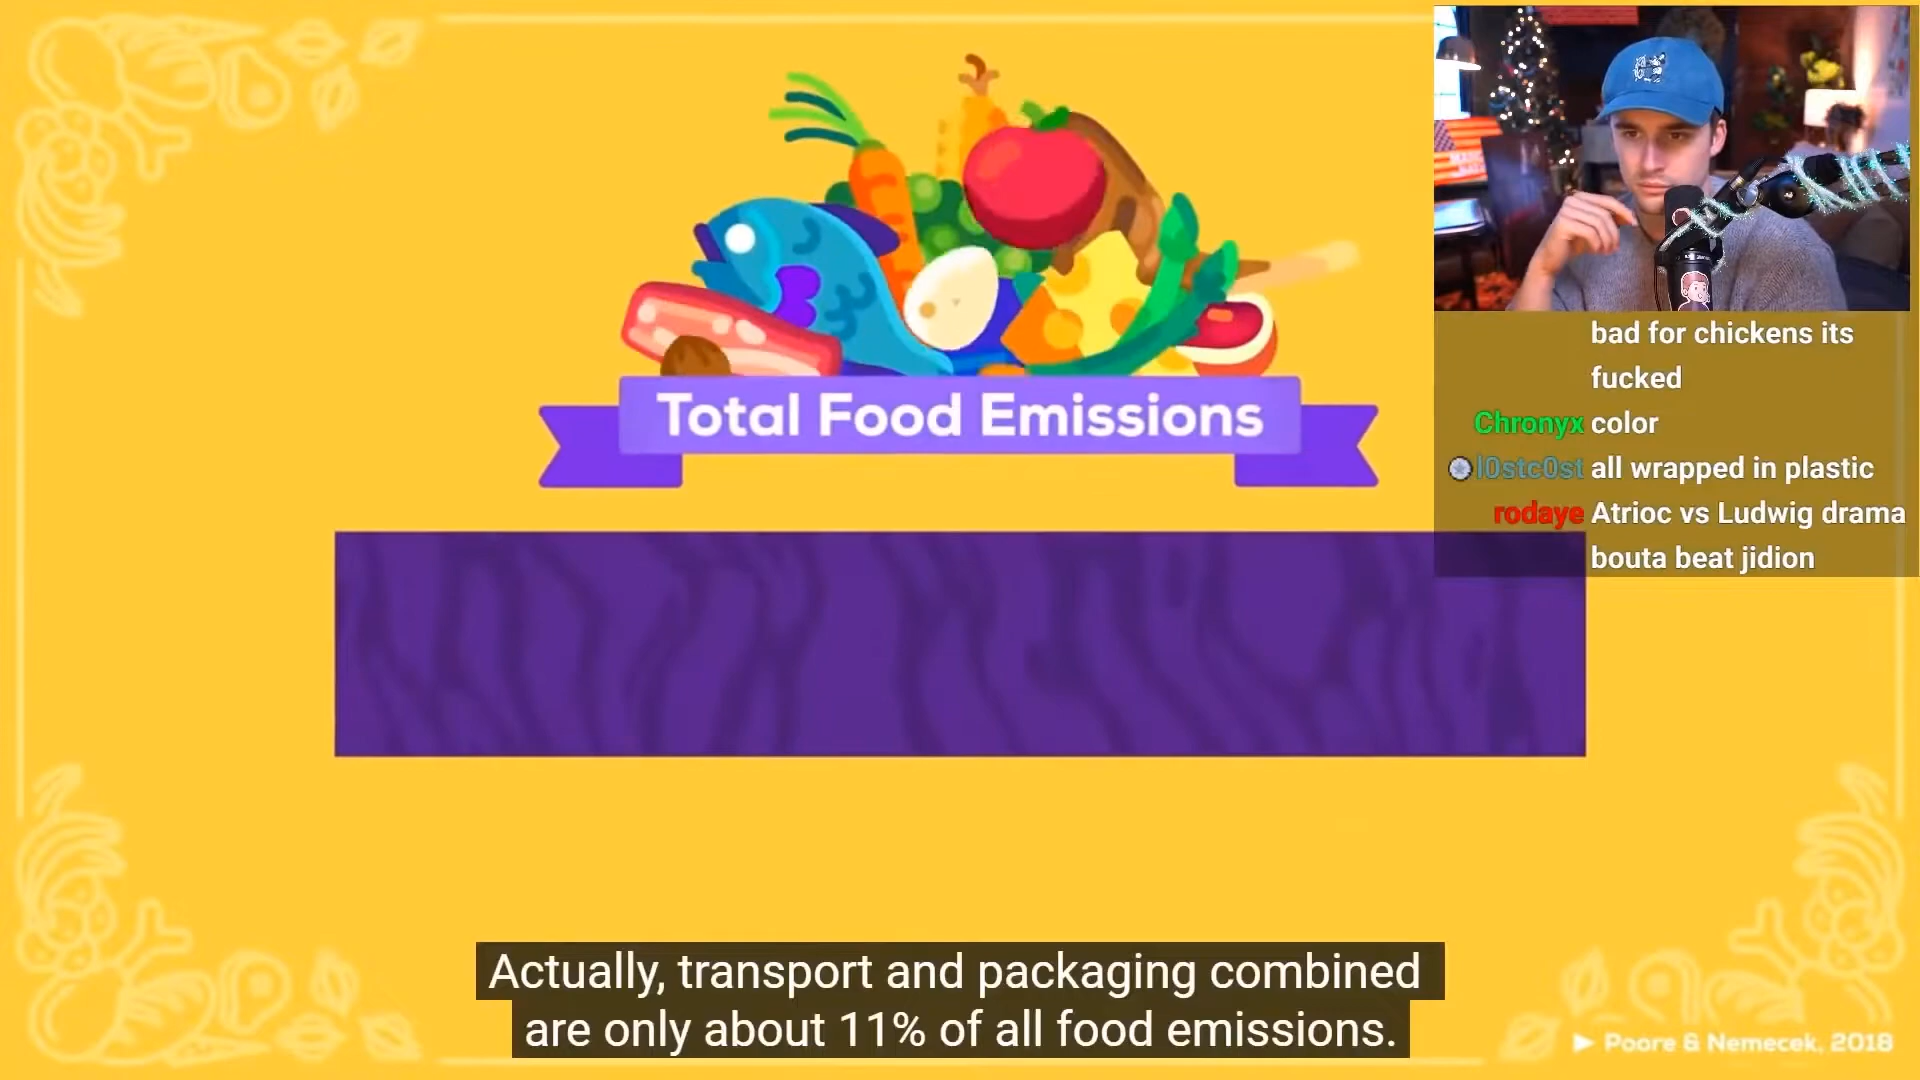 Total Food Emissions
bad for chickens its
fucked
Chronyx color
l0stc0st all wrapped in plastic
rodaye Atrioc vs Ludwig drama
bouta beat jidion
Actually, transport and packaging combined
are only about 11% of all food emissions.
► Poore & Nemecek, 2018